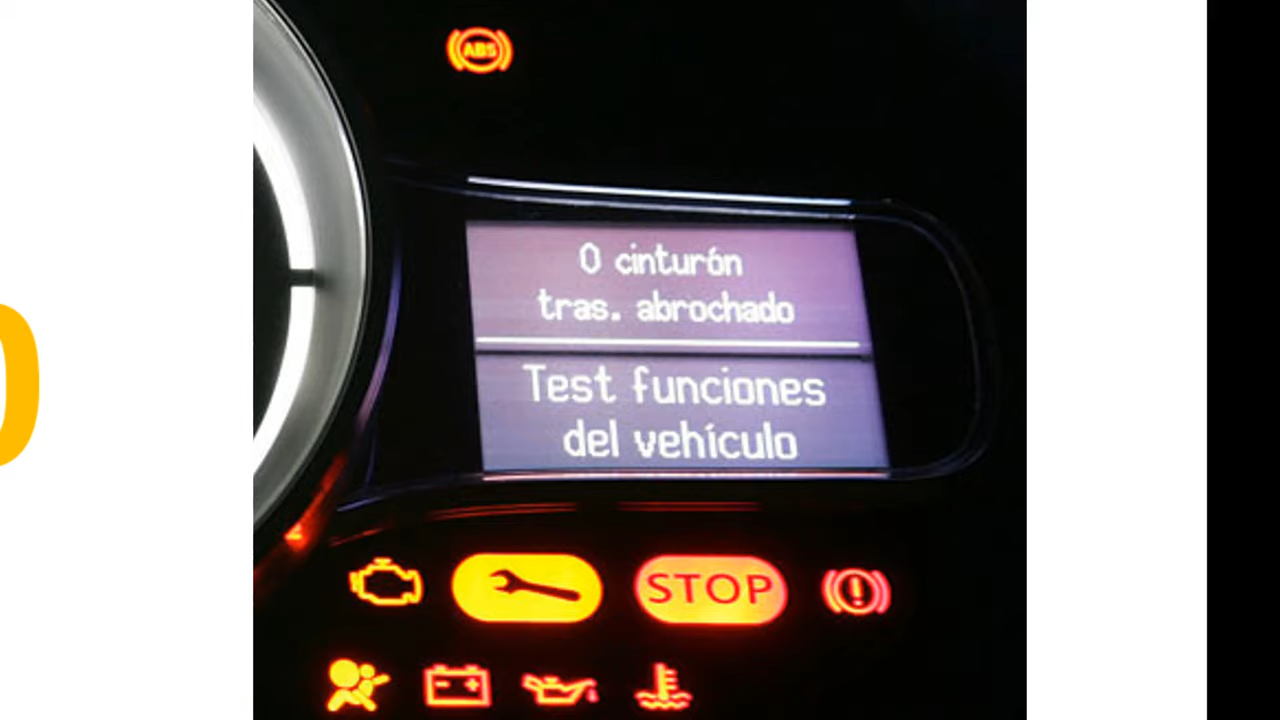 ABS
0 cinturón
tras. abrochado
Test funciones
del vehículo
STOP